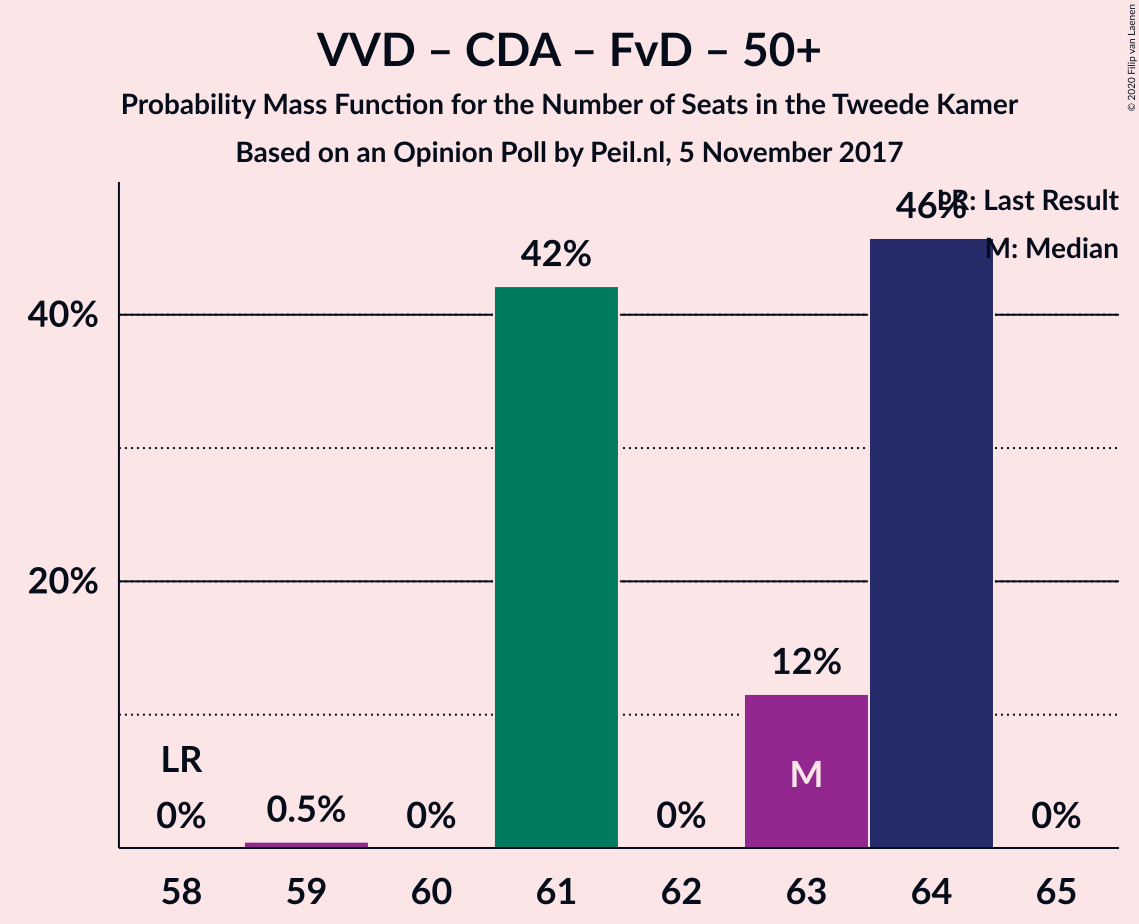 VVD – CDA – FvD – 50+
Probability Mass Function for the Number of Seats in the Tweede Kamer
Based on an Opinion Poll by Peil.nl, 5 November 2017
© 2020 Filip van Laenen
LR: Last Result
M: Median
46%
42%
40%
20%
12%
M
LR
0%
0.5%
0%
0%
0%
58 59 60 61 62 63 64 65